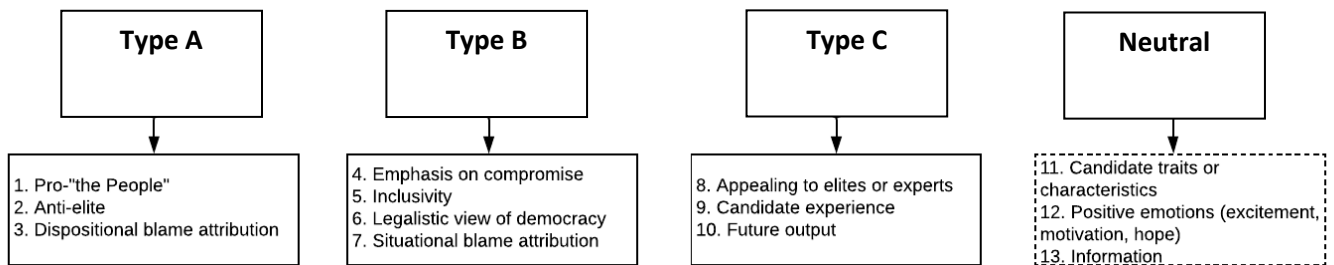 Type A
Type B
Type C
Neutral
1. Pro-"the People"
2. Anti-elite
3. Dispositional blame attribution
4. Emphasis on compromise
5. Inclusivity
6. Legalistic view of democracy
7. Situational blame attribution
8. Appealing to elites or experts
9. Candidate experience
10. Future output
11. Candidate traits or
characteristics
12. Positive emotions (excitement,
motivation, hope)
13. Information